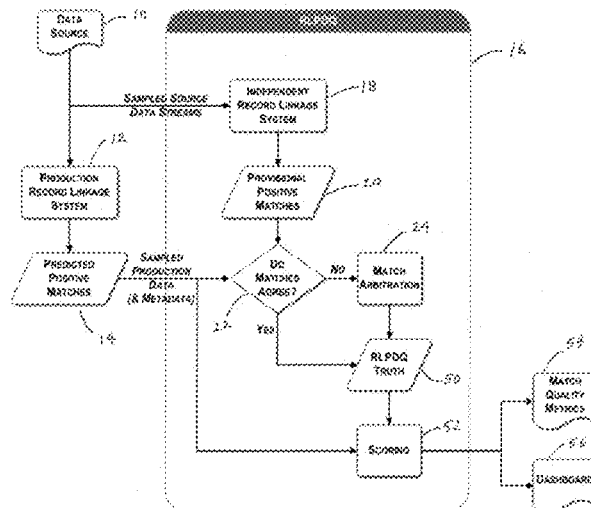 DATA
SOURCE
10
RLPDQ
16
SAMPLED SOURCE
DATA STREAMS
INDEPENDENT
RECORD LINKAGE
SYSTEM
18
12
PRODUCTION
RECORD LINKAGE
SYSTEM
PROVISIONAL
POSITIVE
MATCHES
20
PREDICTED
POSITIVE
MATCHES
14
SAMPLED
PRODUCTION
DATA
(& METADATA)
DO
MATCHES
AGREE?
22
NO
24
MATCH
ARBITRATION
YES
RLPDQ
TRUTH
50
SCORING
52
MATCH
QUALITY
METRICS
DASHBOARD
56